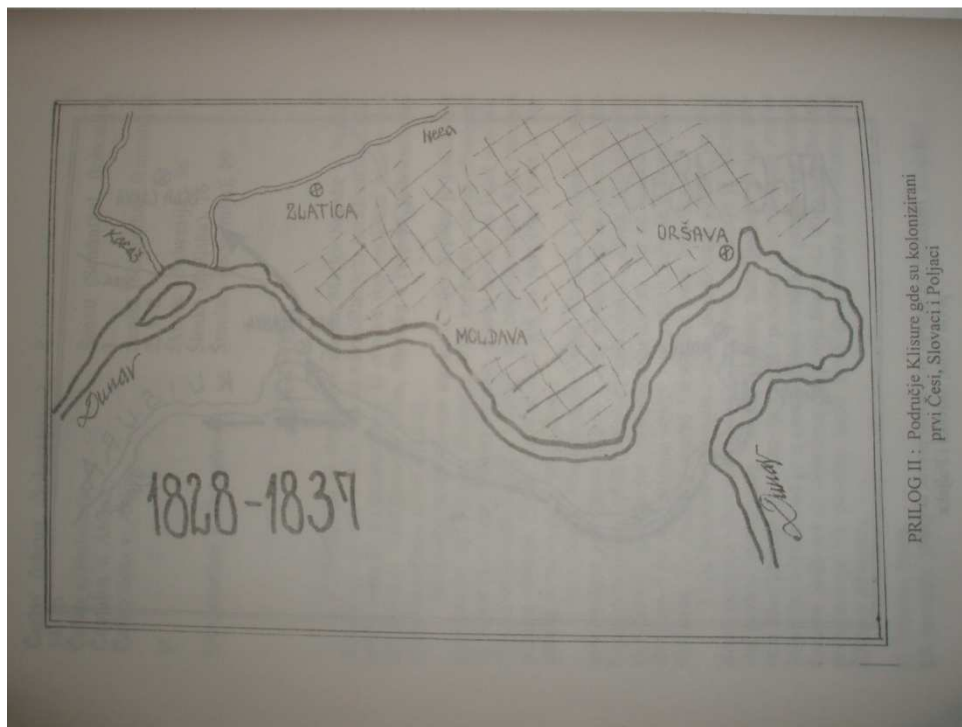 Nera
Karaš
ZLATICA
ORŠAVA
MOLDAVA
Dunav
Dunav
1828-1837
PRILOG II : Područje Klisure gde su kolonizirani
prvi Česi, Slovaci i Poljaci